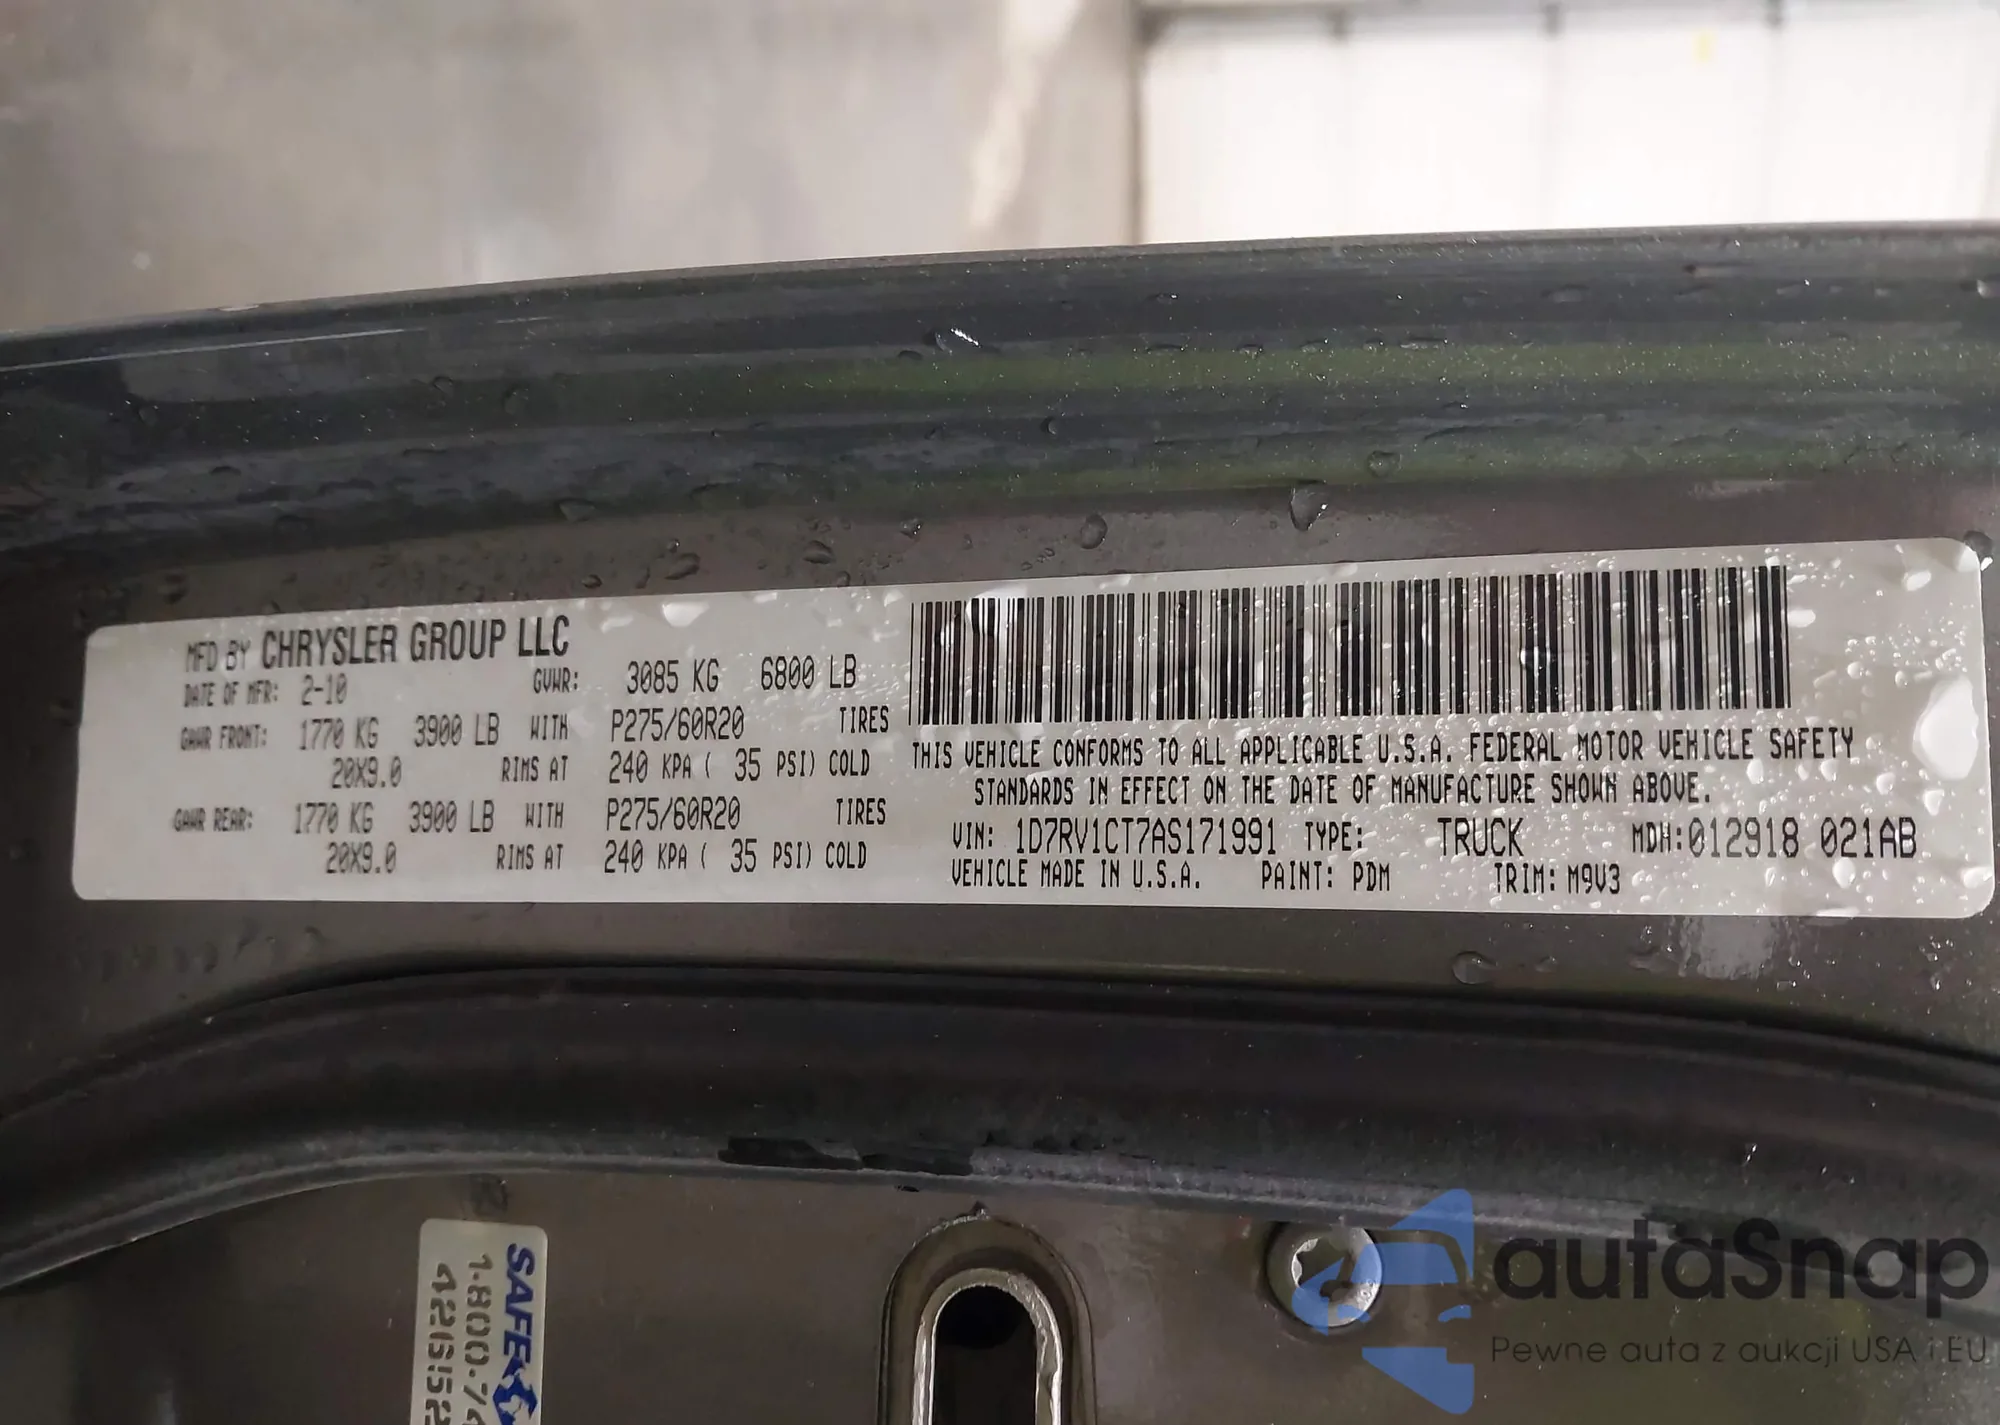 MFD BY CHRYSLER GROUP LLC
DATE OF MFR: 2-10 GVWR: 3085 KG 6800 LB
GAWR FRONT: 1770 KG 3900 LB WITH P275/60R20 TIRES
20X9.0 RIMS AT 240 KPA ( 35 PSI) COLD
GAWR REAR: 1770 KG 3900 LB WITH P275/60R20 TIRES
20X9.0 RIMS AT 240 KPA ( 35 PSI) COLD
THIS VEHICLE CONFORMS TO ALL APPLICABLE U.S.A. FEDERAL MOTOR VEHICLE SAFETY
STANDARDS IN EFFECT ON THE DATE OF MANUFACTURE SHOWN ABOVE.
VIN: 1D7RV1CT7AS171991 TYPE: TRUCK MDH:012918 021AB
VEHICLE MADE IN U.S.A. PAINT: PDM TRIM: M9V3
SAFE
1-800-74
autaSnap
Pewne auta z aukcji USA i EU